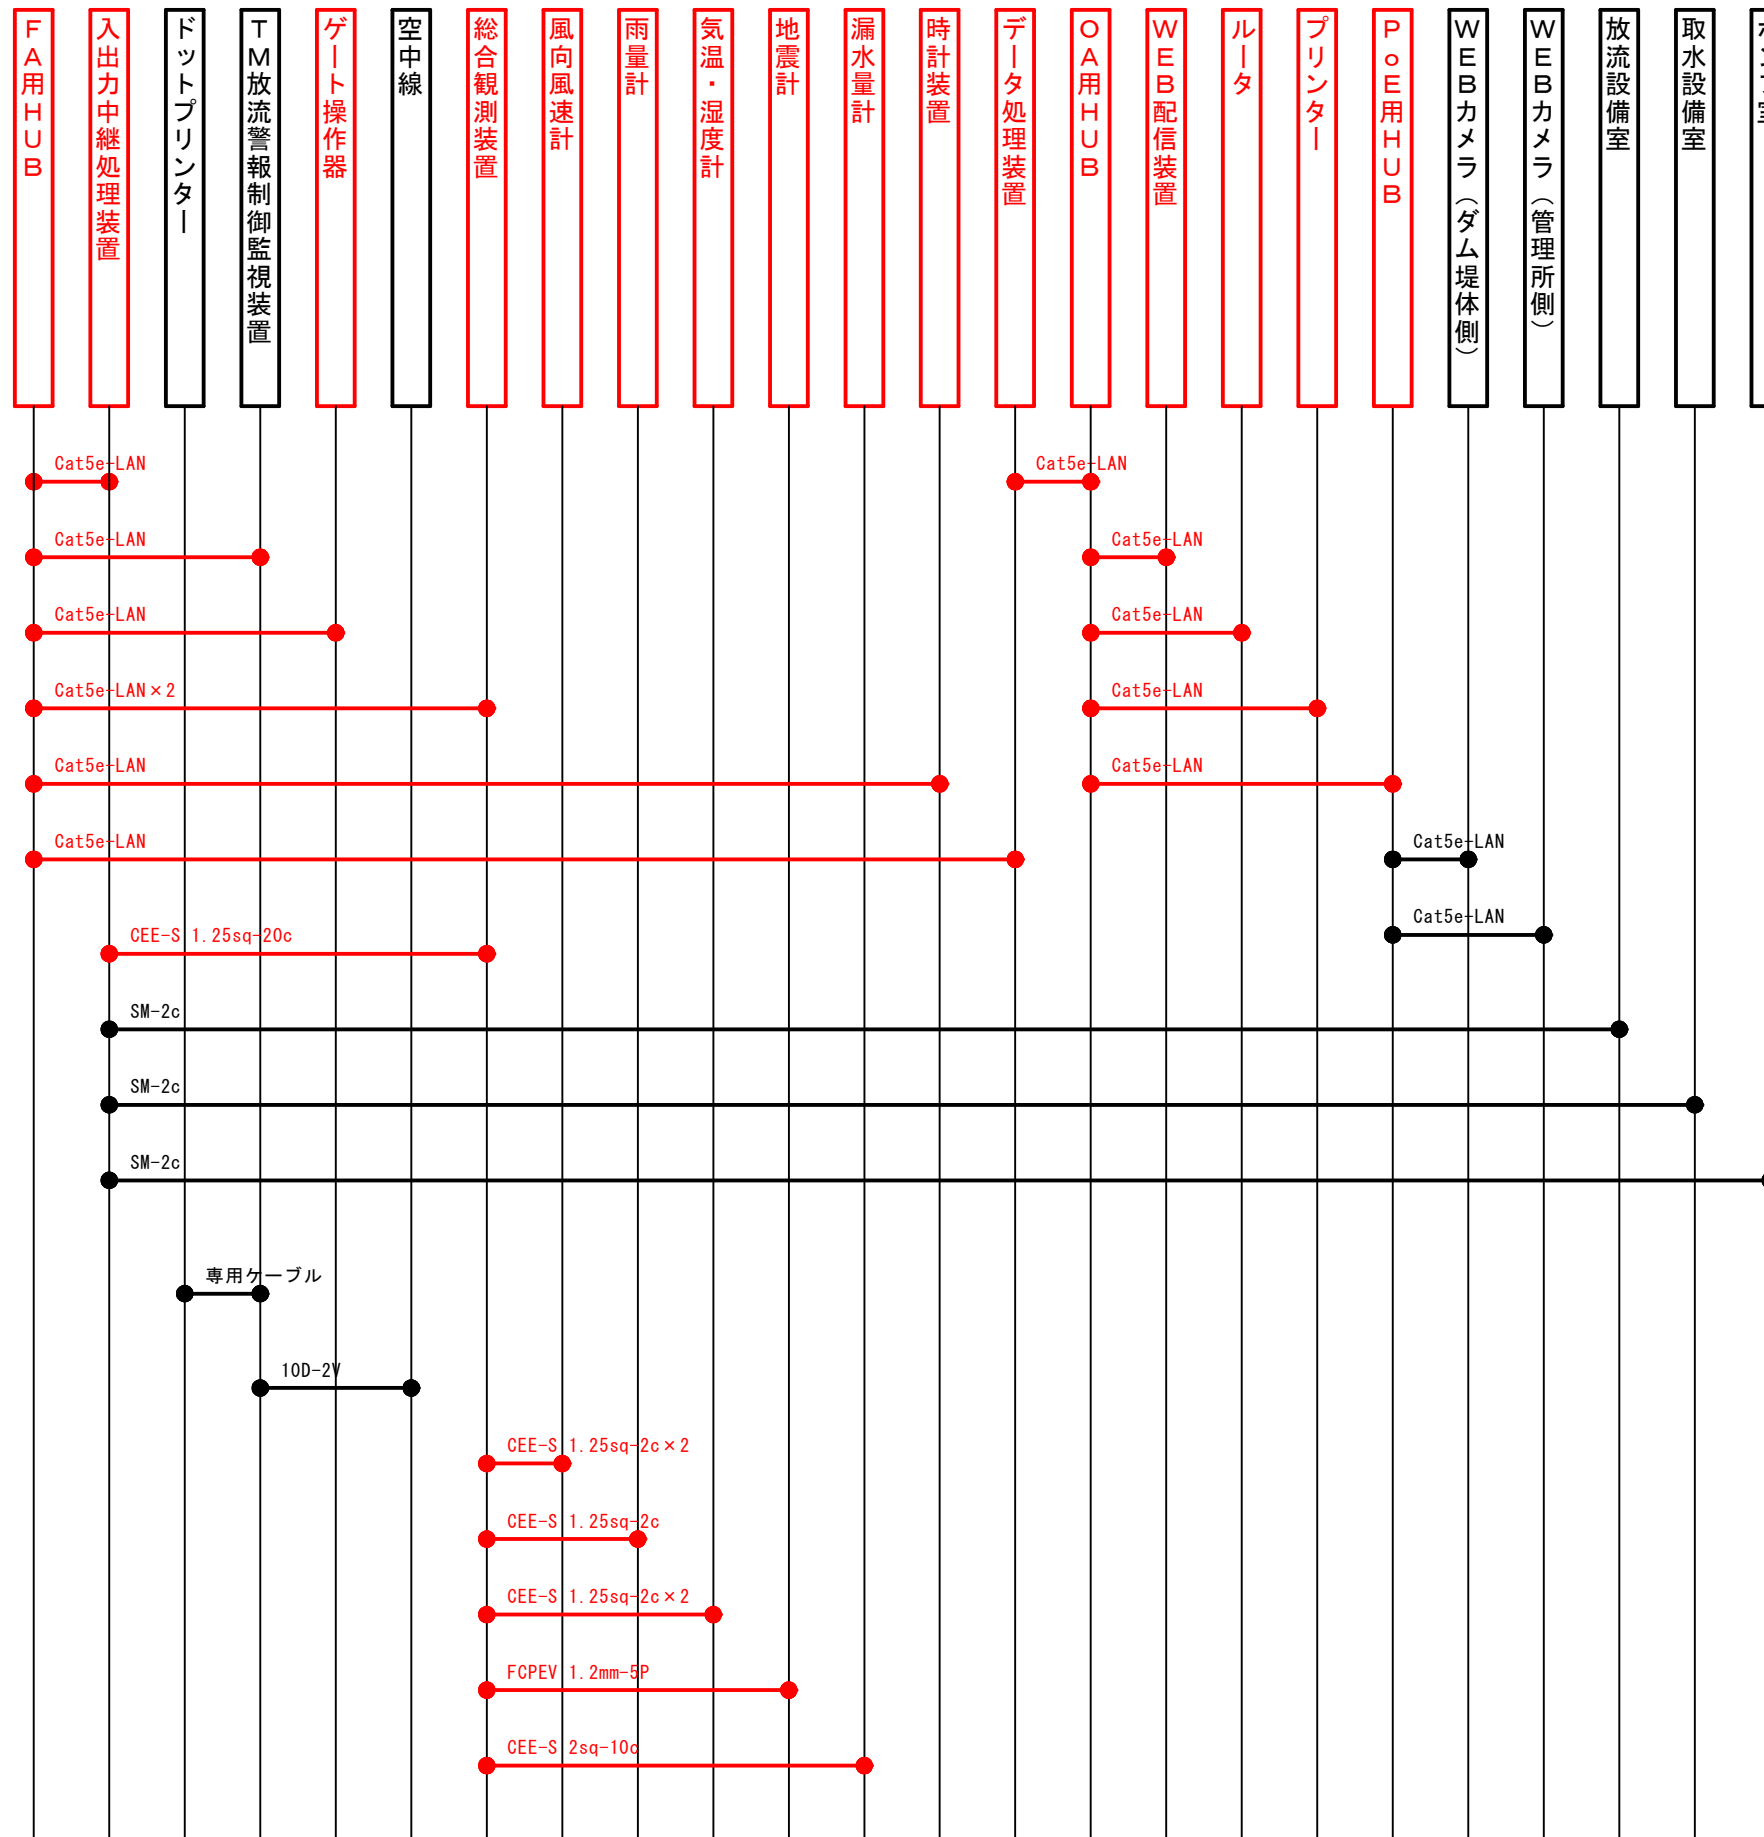 FA用HUB
入出力中継処理装置
ドットプリンター
TM放流警報制御監視装置
ゲート操作器
空中線
総合観測装置
風向風速計
雨量計
気温・湿度計
地震計
漏水量計
時計装置
データ処理装置
OA用HUB
WEB配信装置
ルータ
プリンター
PoE用HUB
WEBカメラ(ダム堤体側)
WEBカメラ(管理所側)
放流設備室
取水設備室
Cat5e-LAN
Cat5e-LAN
Cat5e-LAN
Cat5e-LAN
Cat5e-LAN
Cat5e-LAN
Cat5e-LAN×2
Cat5e-LAN
Cat5e-LAN
Cat5e-LAN
Cat5e-LAN
Cat5e-LAN
Cat5e-LAN
CEE-S 1.25sq-20c
SM-2c
SM-2c
SM-2c
専用ケーブル
10D-2V
CEE-S 1.25sq-2c×2
CEE-S 1.25sq-2c
CEE-S 1.25sq-2c×2
FCPEV 1.2mm-5P
CEE-S 2sq-10c